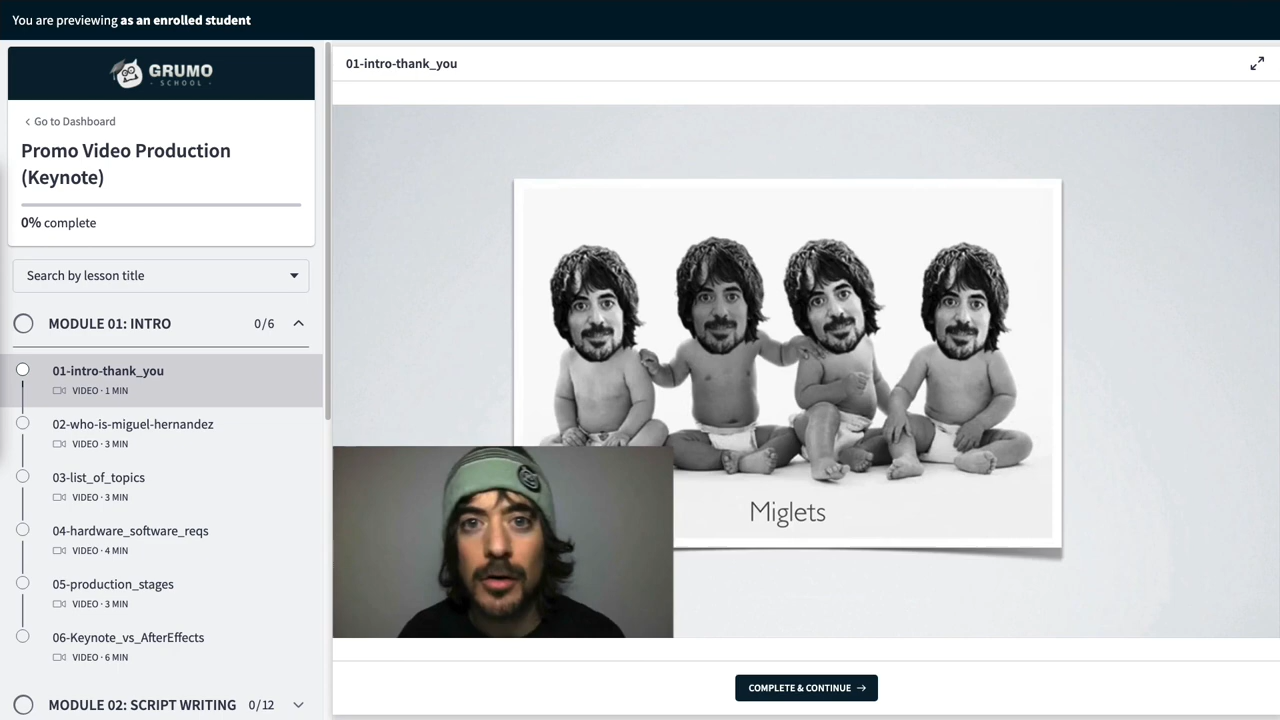 You are previewing as an enrolled student
GRUMO
- SCHOOL -
Go to Dashboard
Promo Video Production
(Keynote)
0% complete
Search by lesson title
MODULE 01: INTRO 0/6
01-intro-thank_you
VIDEO · 1 MIN
02-who-is-miguel-hernandez
VIDEO · 3 MIN
03-list_of_topics
VIDEO · 3 MIN
04-hardware_software_reqs
VIDEO · 4 MIN
05-production_stages
VIDEO · 3 MIN
06-Keynote_vs_AfterEffects
VIDEO · 6 MIN
MODULE 02: SCRIPT WRITING 0/12
01-intro-thank_you
Miglets
COMPLETE & CONTINUE →